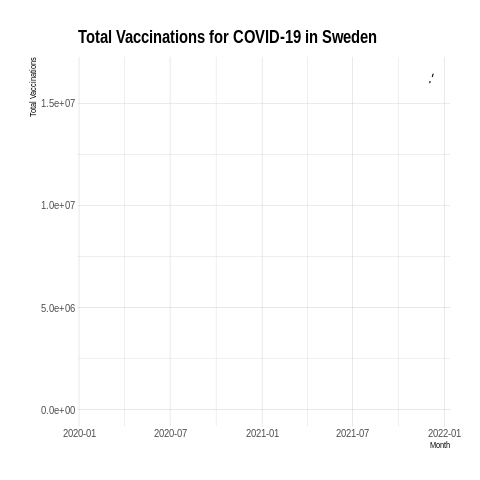 Total Vaccinations for COVID-19 in Sweden
Total Vaccinations
1.5e+07
1.0e+07
5.0e+06
0.0e+00
2020-01 2020-07 2021-01 2021-07 2022-01
Month